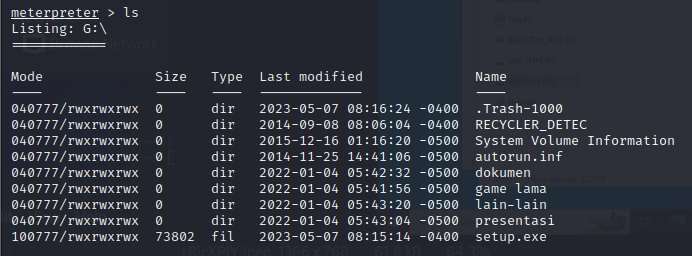 meterpreter > ls
Listing: G:\
============
Mode Size Type Last modified Name
---- ---- ---- ------------- ----
040777/rwxrwxrwx 0 dir 2023-05-07 08:16:24 -0400 .Trash-1000
040777/rwxrwxrwx 0 dir 2014-09-08 08:06:04 -0400 RECYCLER_DETEC
040777/rwxrwxrwx 0 dir 2015-12-16 01:16:20 -0500 System Volume Information
040777/rwxrwxrwx 0 dir 2014-11-25 14:41:06 -0500 autorun.inf
040777/rwxrwxrwx 0 dir 2022-01-04 05:42:32 -0500 dokumen
040777/rwxrwxrwx 0 dir 2022-01-04 05:41:56 -0500 game lama
040777/rwxrwxrwx 0 dir 2022-01-04 05:43:20 -0500 lain-lain
040777/rwxrwxrwx 0 dir 2022-01-04 05:43:04 -0500 presentasi
100777/rwxrwxrwx 73802 fil 2023-05-07 08:15:14 -0400 setup.exe